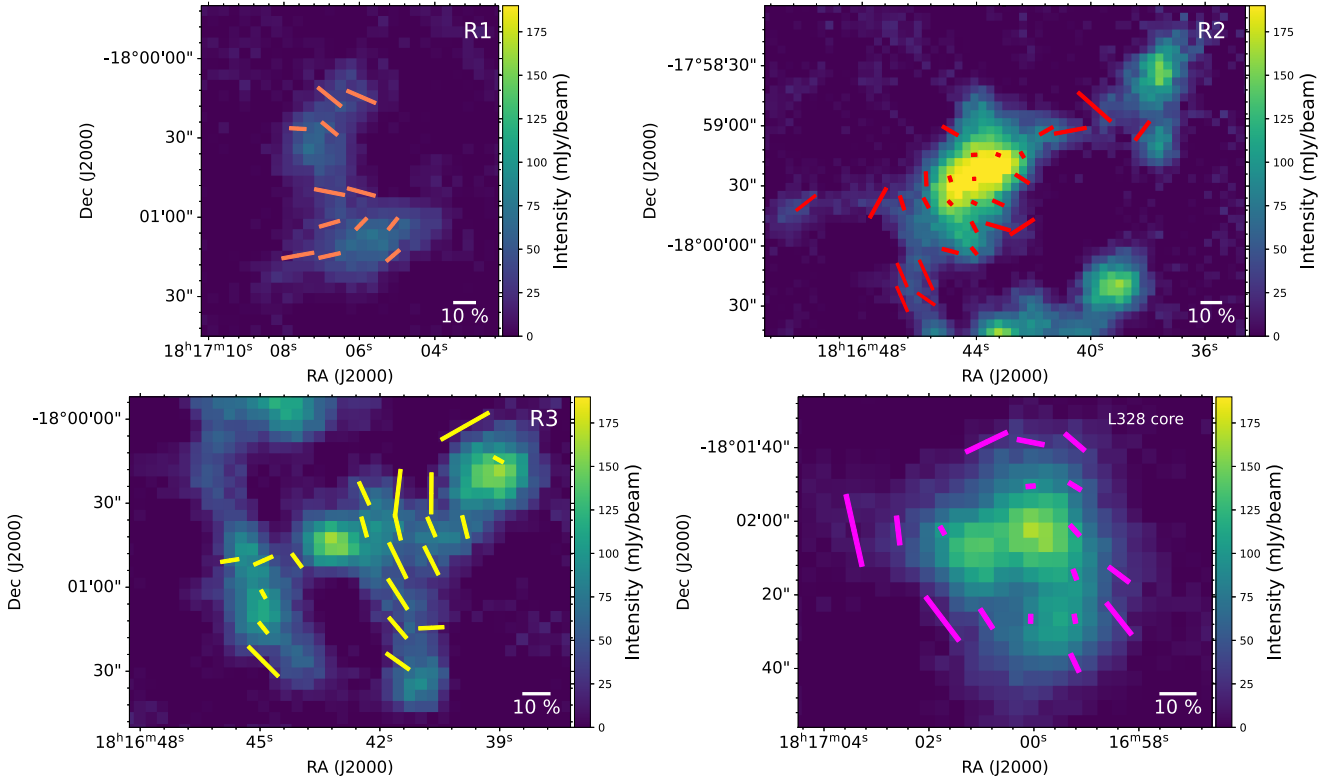 R1
-18°00'00"
30"
01'00"
30"
Dec (J2000)
18ʰ17ᵐ10ˢ 08ˢ 06ˢ 04ˢ
RA (J2000)
10 %
175
150
125
100
75
50
25
0
Intensity (mJy/beam)
R2
-17°58'30"
59'00"
30"
-18°00'00"
30"
Dec (J2000)
18ʰ16ᵐ48ˢ 44ˢ 40ˢ 36ˢ
RA (J2000)
10 %
175
150
125
100
75
50
25
0
Intensity (mJy/beam)
R3
-18°00'00"
30"
01'00"
30"
Dec (J2000)
18ʰ16ᵐ48ˢ 45ˢ 42ˢ 39ˢ
RA (J2000)
10 %
175
150
125
100
75
50
25
0
Intensity (mJy/beam)
L328 core
-18°01'40"
02'00"
20"
40"
Dec (J2000)
18ʰ17ᵐ04ˢ 02ˢ 00ˢ 16ᵐ58ˢ
RA (J2000)
10 %
175
150
125
100
75
50
25
0
Intensity (mJy/beam)